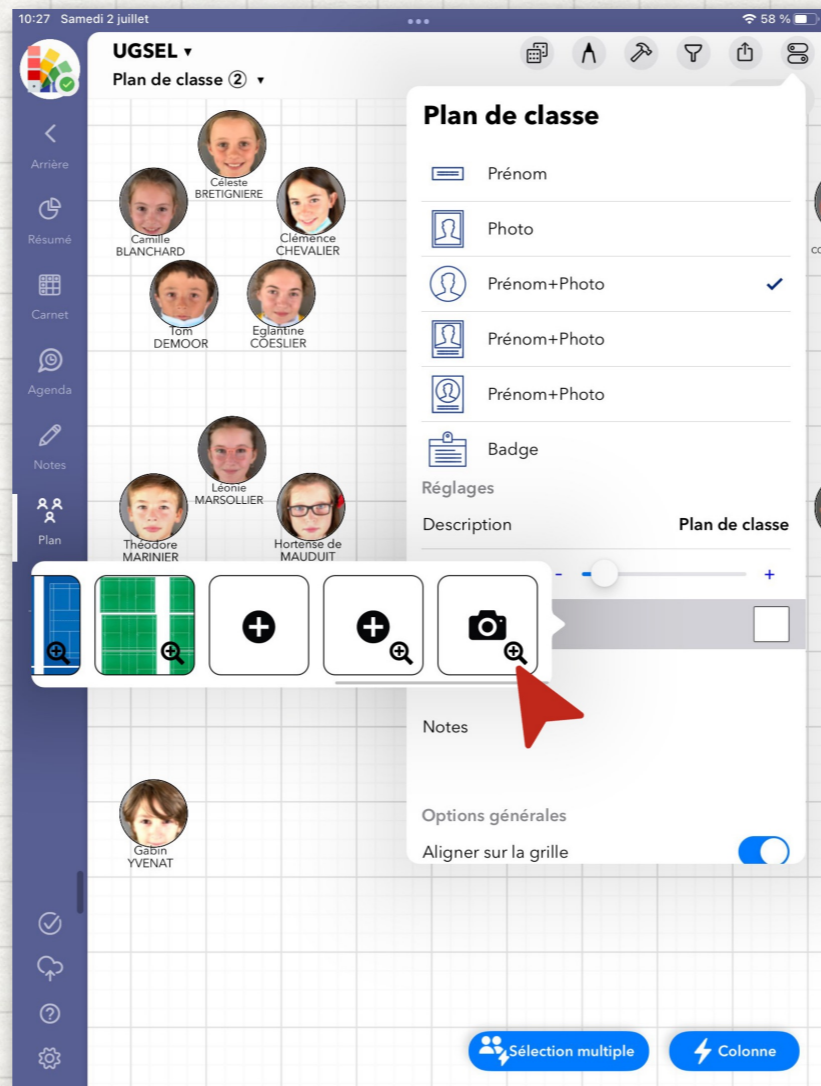 10:27 Samedi 2 juillet
58 %
UGSEL
Plan de classe 2
Arrière
Résumé
Carnet
Agenda
Notes
Plan
Céleste
BRETIGNIERE
Camille
BLANCHARD
Clémence
CHEVALIER
Tom
DEMOOR
Eglantine
COESLIER
Léonie
MARSOLLIER
Théodore
MARINIER
Hortense de
MAUDUIT
Gabin
YVENAT
Plan de classe
Prénom
Photo
Prénom+Photo
Prénom+Photo
Prénom+Photo
Badge
Réglages
Description Plan de classe
- +
Notes
Options générales
Aligner sur la grille
Sélection multiple
Colonne